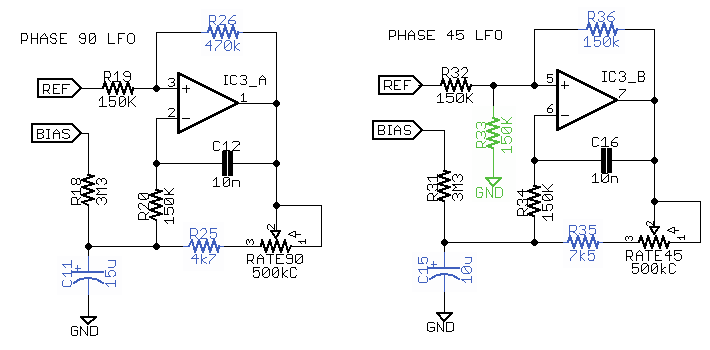 PHASE 90 LFO
R26
470k
REF
R19
150K
3
+
IC3_A
1
2
-
BIAS
C12
10n
R18
3M3
R20
150K
R25
4k7
3
2
1
RATE90
500kC
C11
+
15u
GND
PHASE 45 LFO
R36
150k
REF
R32
150K
5
+
IC3_B
7
6
-
BIAS
R33
150K
GND
C16
10n
R31
3M3
R34
150K
R35
7k5
3
2
1
RATE45
500kC
C15
+
10u
GND